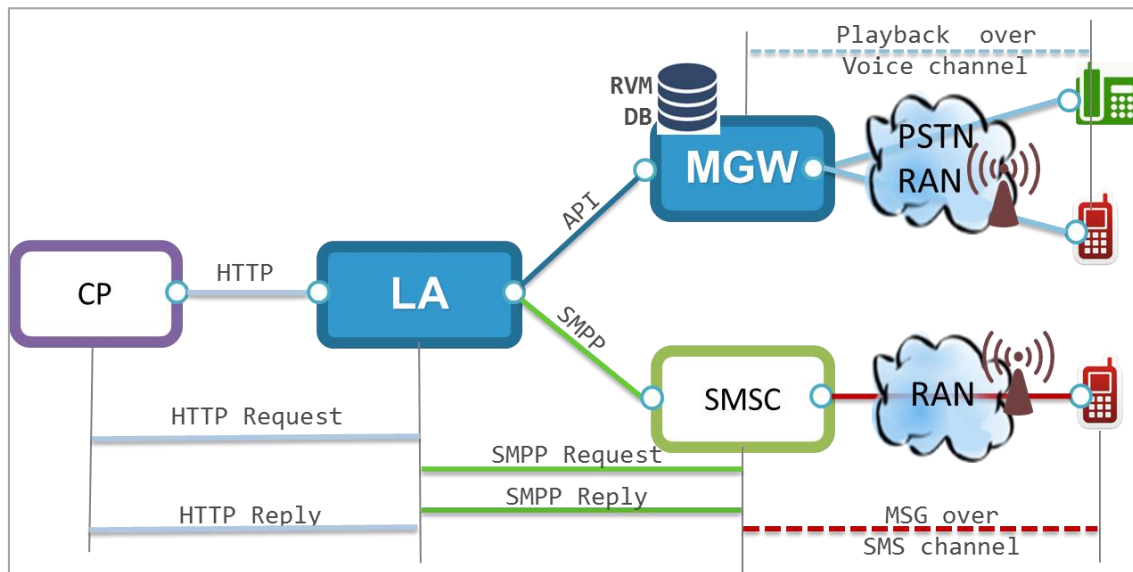 Playback over
Voice channel
RVM
DB
MGW
PSTN
RAN
API
HTTP
CP
LA
SMPP
SMSC
RAN
HTTP Request
SMPP Request
SMPP Reply
HTTP Reply
MSG over
SMS channel